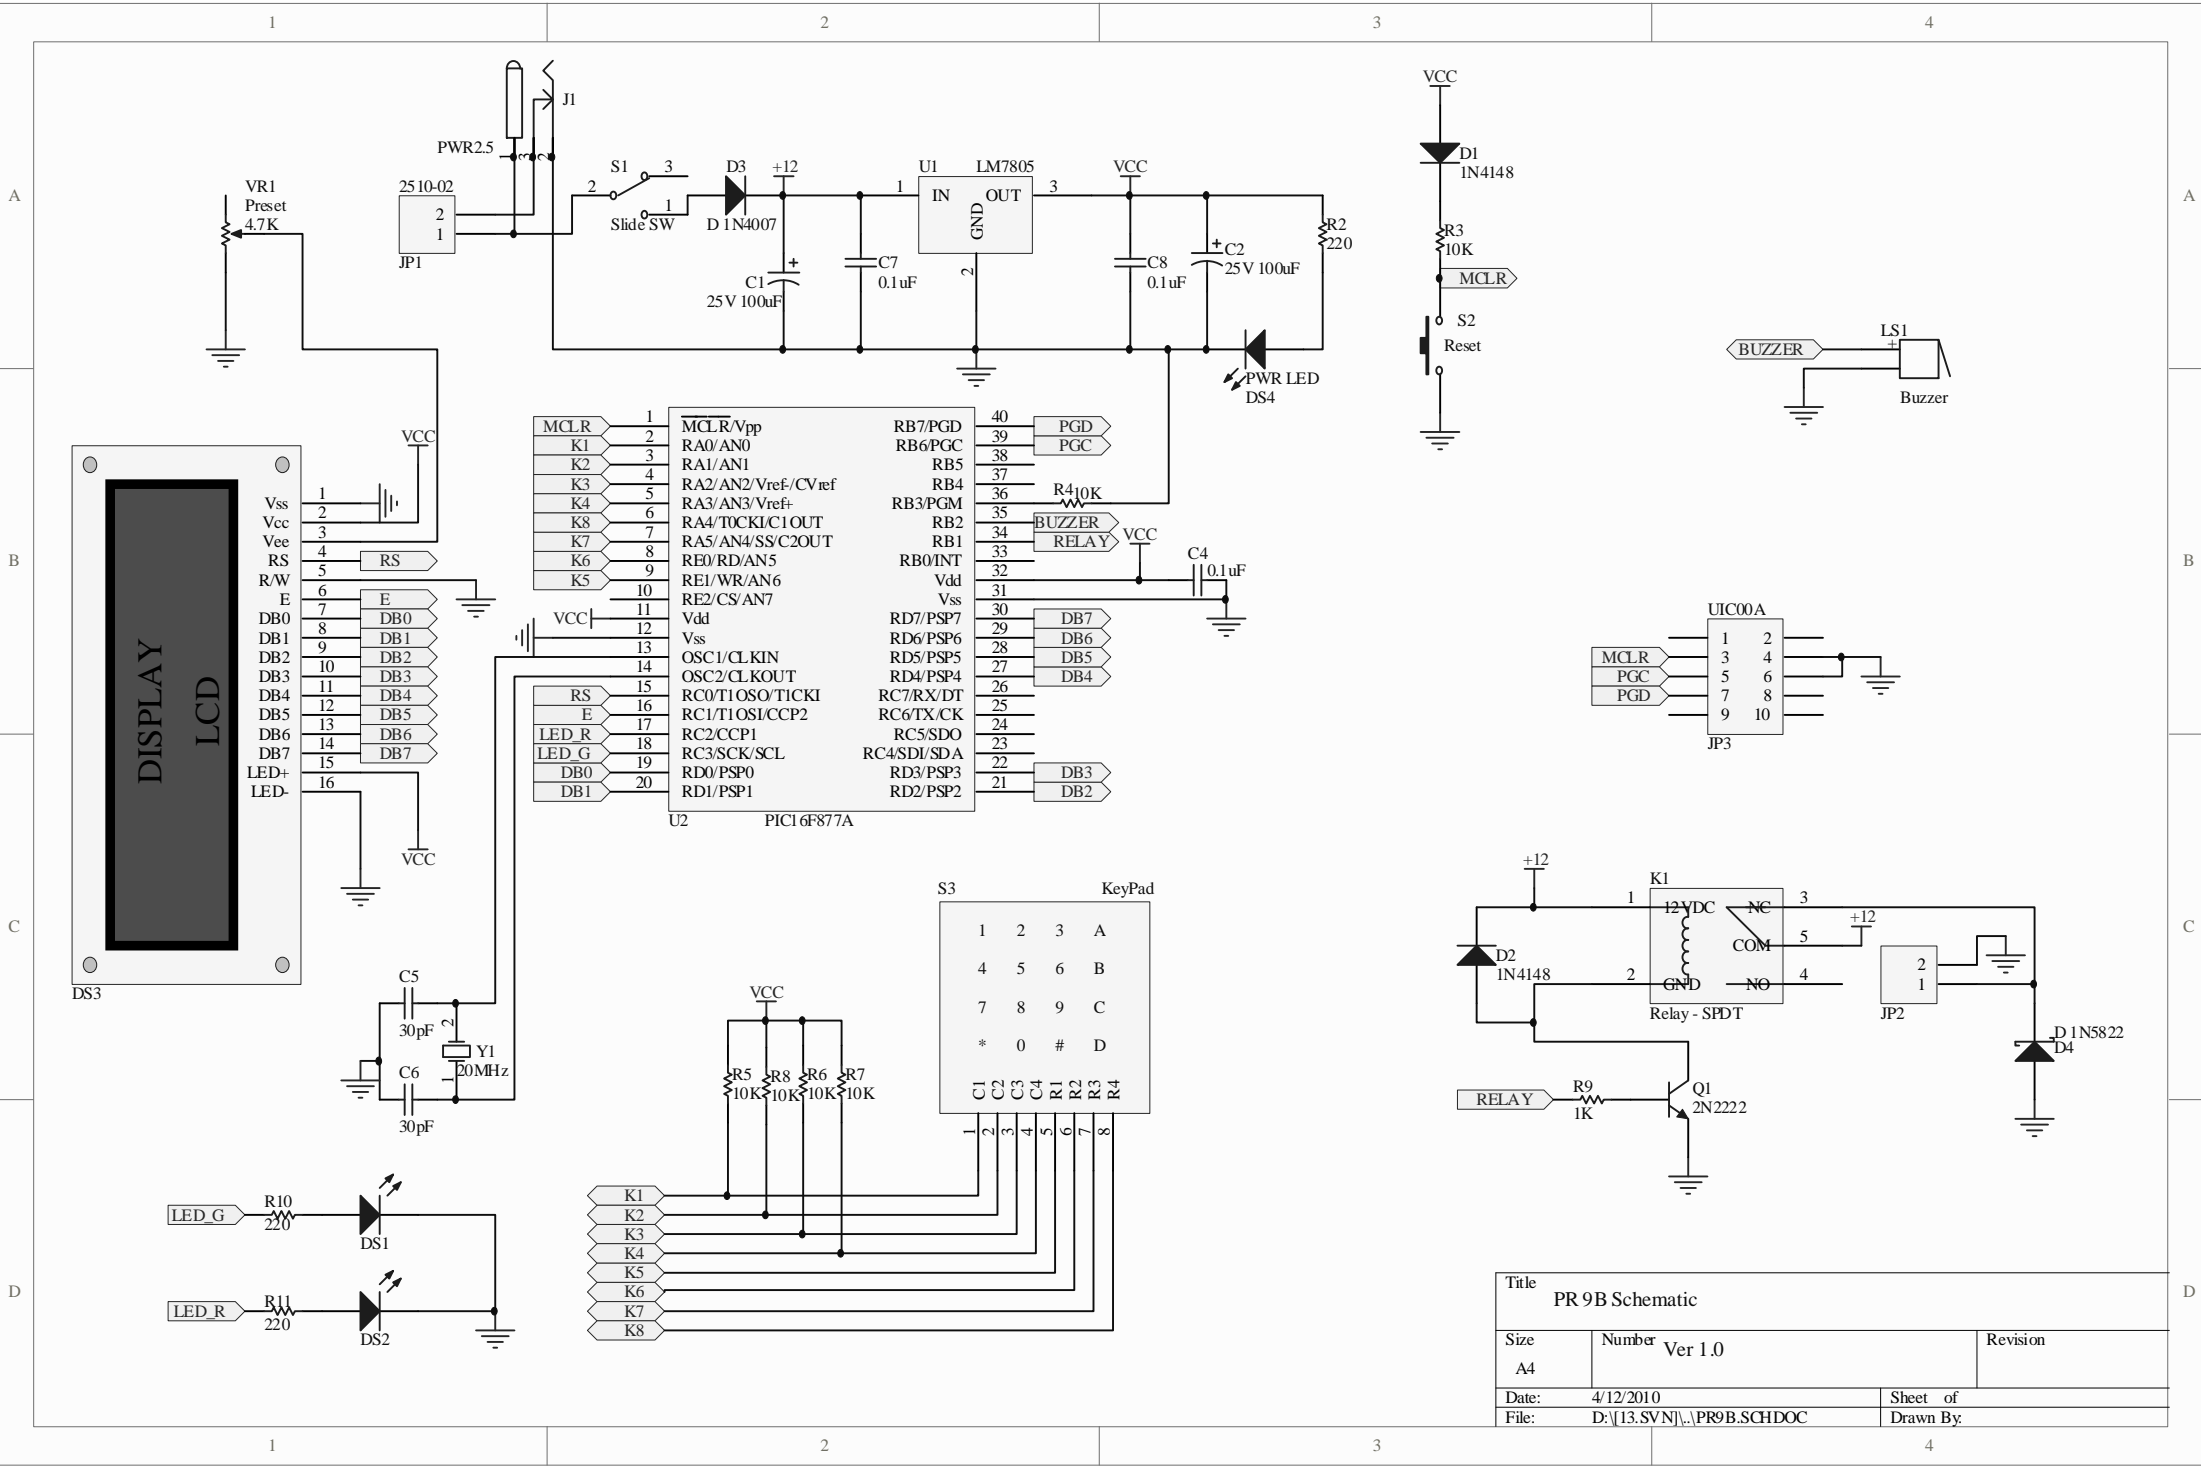 1 2 3 4
A A
B B
C C
D D
1 2 3 4
J1
PWR2.5
1 3 2
2510-02
2
1
JP1
VR1
Preset
4.7K
S1
3
2
1
Slide SW
D3
D 1N4007
+12
U1 LM7805
1 IN OUT 3
GND
2
VCC
C1
25V 100uF
+
C7
0.1uF
C8
0.1uF
+
C2
25V 100uF
R2
220
PWR LED
DS4
VCC
D1
1N4148
R3
10K
MCLR
S2
Reset
LS1
BUZZER +
Buzzer
VCC
Vss 1
Vcc 2
Vee 3
RS 4 RS
R/W 5
E 6 E
DB0 7 DB0
DB1 8 DB1
DB2 9 DB2
DB3 10 DB3
DB4 11 DB4
DB5 12 DB5
DB6 13 DB6
DB7 14 DB7
LED+ 15
LED- 16
DISPLAY
LCD
VCC
DS3
MCLR 1 MCLR/Vpp
K1 2 RA0/AN0
K2 3 RA1/AN1
K3 4 RA2/AN2/Vref-/CVref
K4 5 RA3/AN3/Vref+
K8 6 RA4/T0CKI/C1OUT
K7 7 RA5/AN4/SS/C2OUT
K6 8 RE0/RD/AN5
K5 9 RE1/WR/AN6
10 RE2/CS/AN7
VCC 11 Vdd
12 Vss
13 OSC1/CLKIN
14 OSC2/CLKOUT
RS 15 RC0/T1OSO/T1CKI
E 16 RC1/T1OSI/CCP2
LED_R 17 RC2/CCP1
LED_G 18 RC3/SCK/SCL
DB0 19 RD0/PSP0
DB1 20 RD1/PSP1
RB7/PGD 40 PGD
RB6/PGC 39 PGC
RB5 38
RB4 37
RB3/PGM 36 R4 10K
RB2 35 BUZZER
RB1 34 RELAY
RB0/INT 33
Vdd 32
Vss 31
RD7/PSP7 30 DB7
RD6/PSP6 29 DB6
RD5/PSP5 28 DB5
RD4/PSP4 27 DB4
RC7/RX/DT 26
RC6/TX/CK 25
RC5/SDO 24
RC4/SDI/SDA 23
RD3/PSP3 22 DB3
RD2/PSP2 21 DB2
U2 PIC16F877A
VCC
C4
0.1uF
UIC00A
1 2
MCLR 3 4
PGC 5 6
PGD 7 8
9 10
JP3
C5
30pF
C6
30pF
2
Y1
20MHz
1
VCC
R5
10K
R8
10K
R6
10K
R7
10K
S3 KeyPad
1 2 3 A
4 5 6 B
7 8 9 C
* 0 # D
C1 C2 C3 C4 R1 R2 R3 R4
1 2 3 4 5 6 7 8
K1
K2
K3
K4
K5
K6
K7
K8
+12
K1
1 12VDC NC 3
COM 5 +12
2 GND NO 4
Relay - SPDT
D2
1N4148
2
1
JP2
D 1N5822
D4
RELAY
R9
1K
Q1
2N2222
LED_G
R10
220
DS1
LED_R
R11
220
DS2
Title
PR 9B Schematic
Size Number Revision
A4 Ver 1.0
Date: 4/12/2010 Sheet of
File: D:\[13.SVN]\..\PR9B.SCHDOC Drawn By: